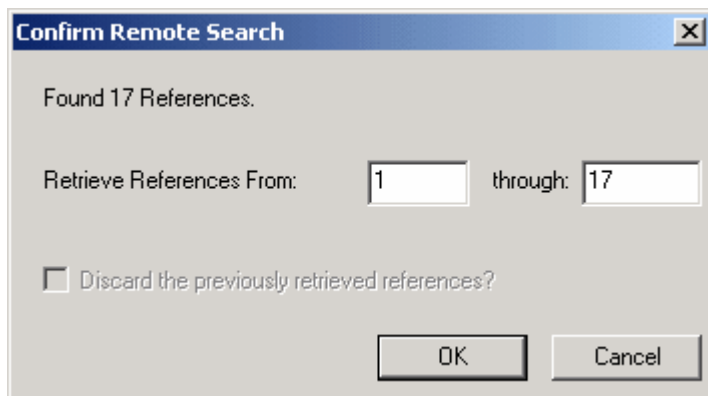 Confirm Remote Search
Found 17 References.
Retrieve References From: 1 through: 17
Discard the previously retrieved references?
OK Cancel